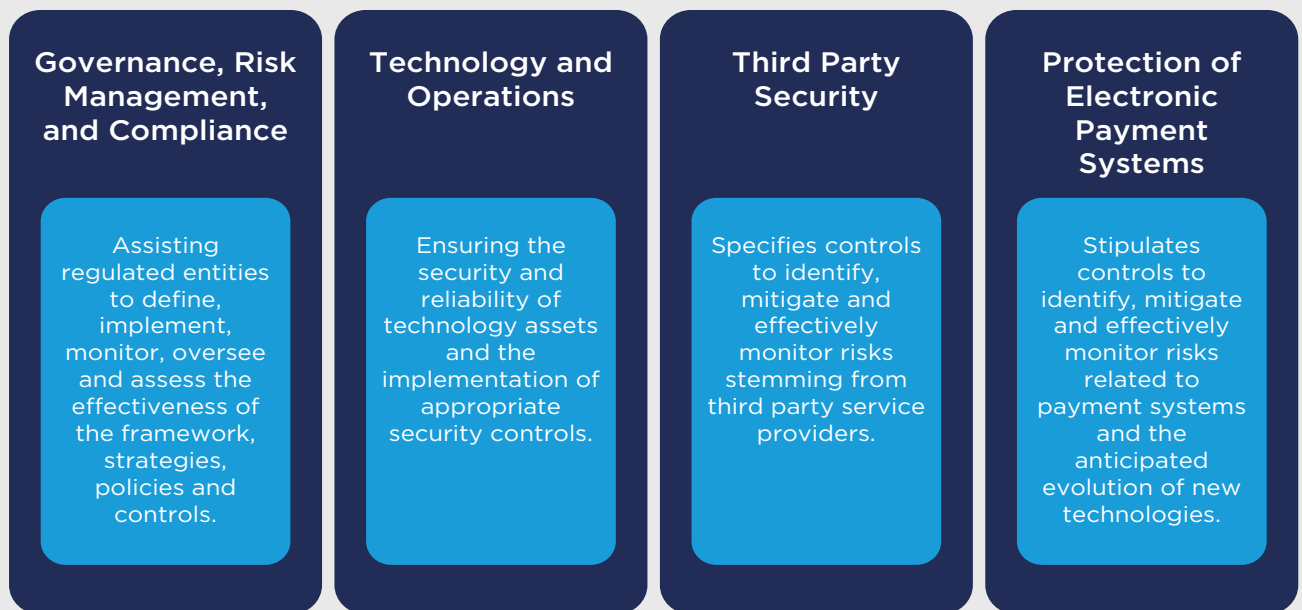 Governance, Risk
Management,
and Compliance
Assisting
regulated entities
to define,
implement,
monitor, oversee
and assess the
effectiveness of
the framework,
strategies,
policies and
controls.
Technology and
Operations
Ensuring the
security and
reliability of
technology assets
and the
implementation of
appropriate
security controls.
Third Party
Security
Specifies controls
to identify,
mitigate and
effectively
monitor risks
stemming from
third party service
providers.
Protection of
Electronic
Payment
Systems
Stipulates
controls to
identify, mitigate
and effectively
monitor risks
related to
payment systems
and the
anticipated
evolution of new
technologies.